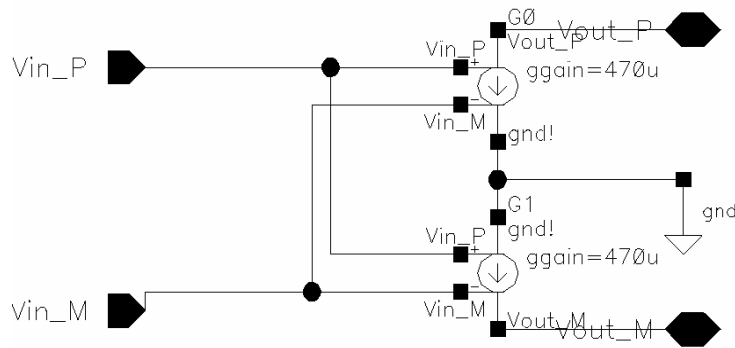 G0
Vout_P
Vout_P
Vin_P
Vin_P
+
ggain=470u
-
Vin_M
gnd!
G1
gnd
Vin_P
gnd!
+
ggain=470u
-
Vin_M
Vin_M
Vout_M
Vout_M